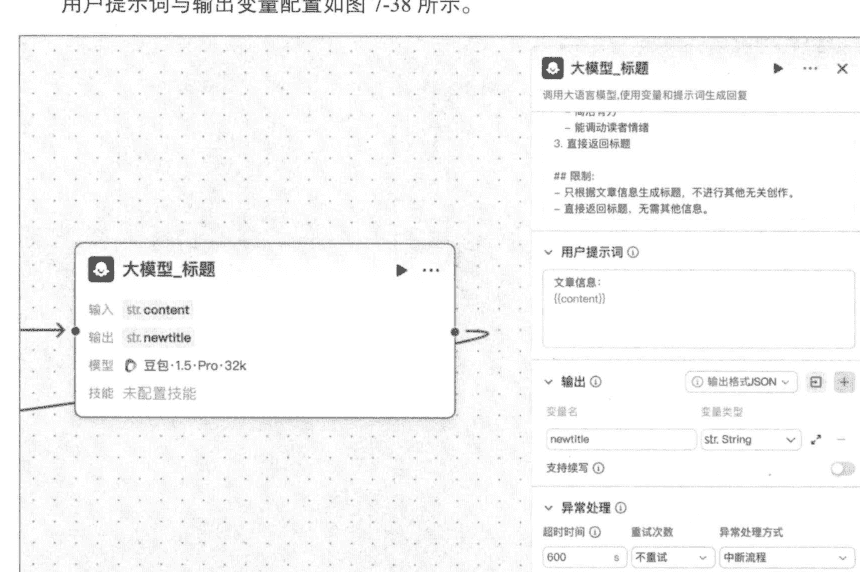 用户提示词与输出变量配置如图 7-38 所示。
大模型_标题
输入 str. content
输出 str. newtitle
模型 豆包·1.5·Pro·32k
技能 未配置技能
大模型_标题
调用大语言模型,使用变量和提示词生成回复
- 能调动读者情绪
3. 直接返回标题
## 限制:
- 只根据文章信息生成标题，不进行其他无关创作。
- 直接返回标题、无需其他信息。
用户提示词
文章信息:
{{content}}
输出
输出格式JSON
变量名 变量类型
newtitle str. String
支持续写
异常处理
超时时间 重试次数 异常处理方式
600 s 不重试 中断流程